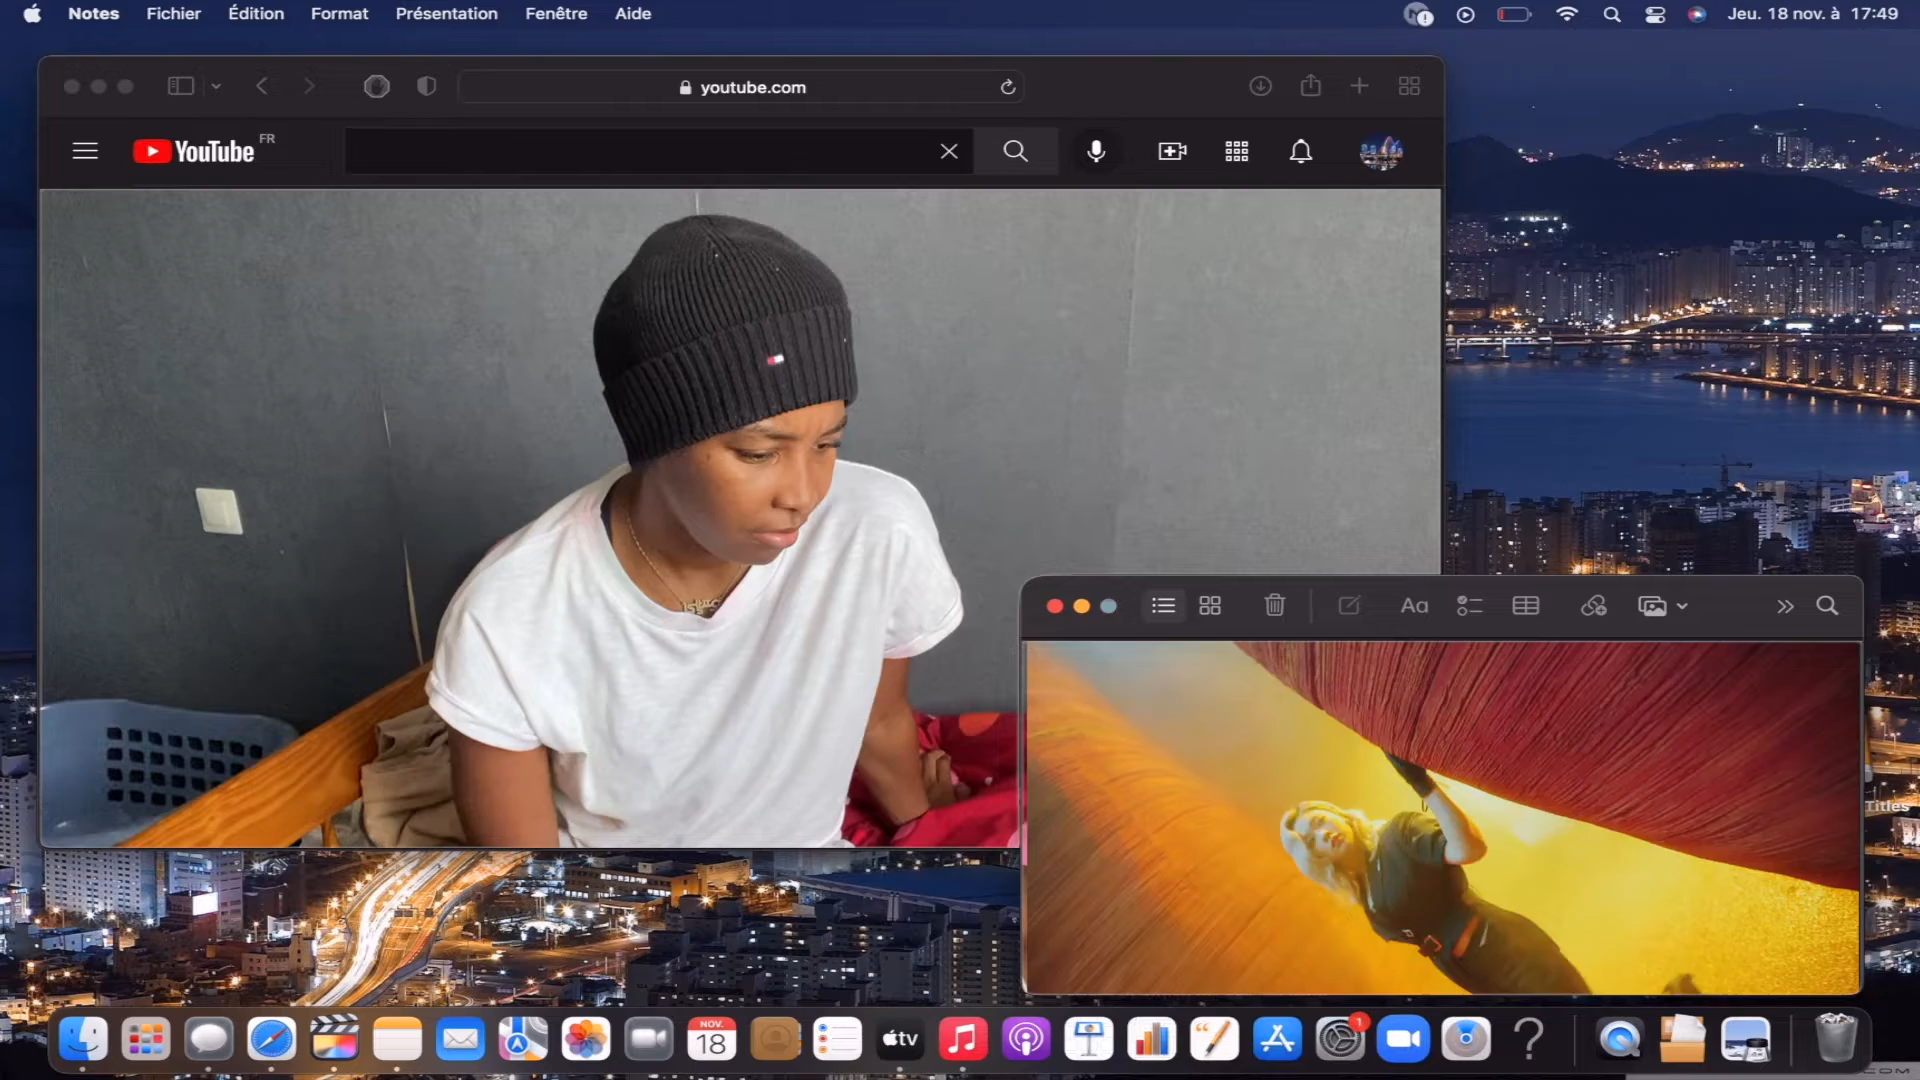 Notes Fichier Édition Format Présentation Fenêtre Aide
Jeu. 18 nov. à 17:49
youtube.com
YouTube FR
Aa
Titles
NOV.
18
tv
1